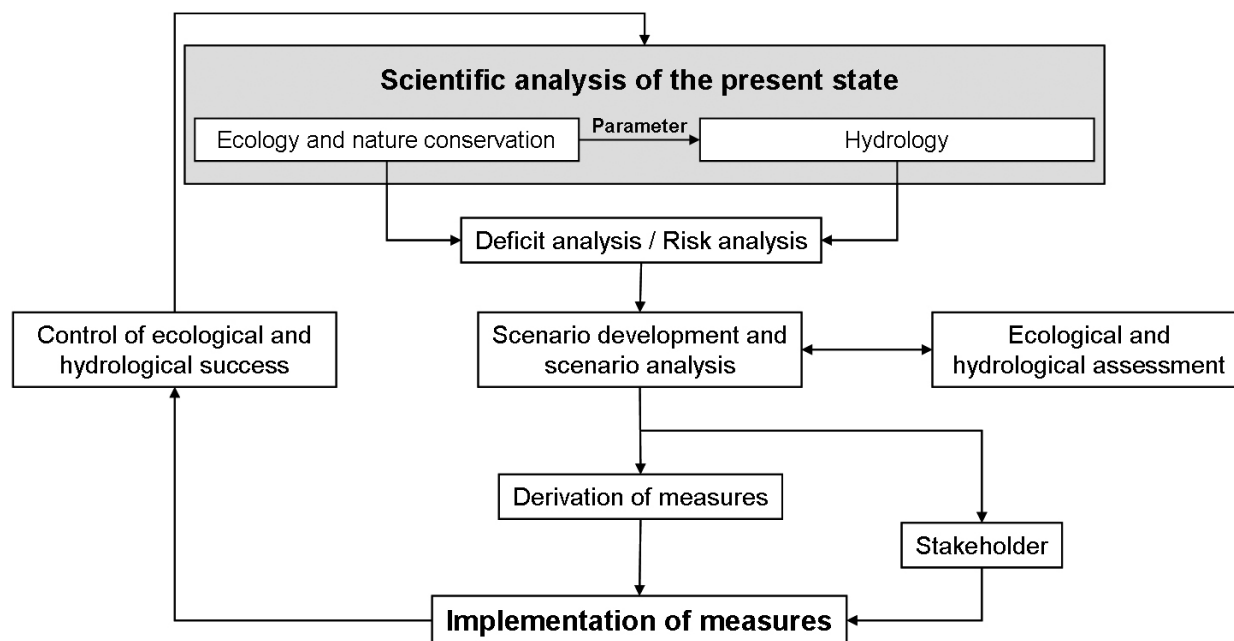 Scientific analysis of the present state
Parameter
Ecology and nature conservation
Hydrology
Deficit analysis / Risk analysis
Control of ecological and
hydrological success
Scenario development and
scenario analysis
Ecological and
hydrological assessment
Derivation of measures
Stakeholder
Implementation of measures